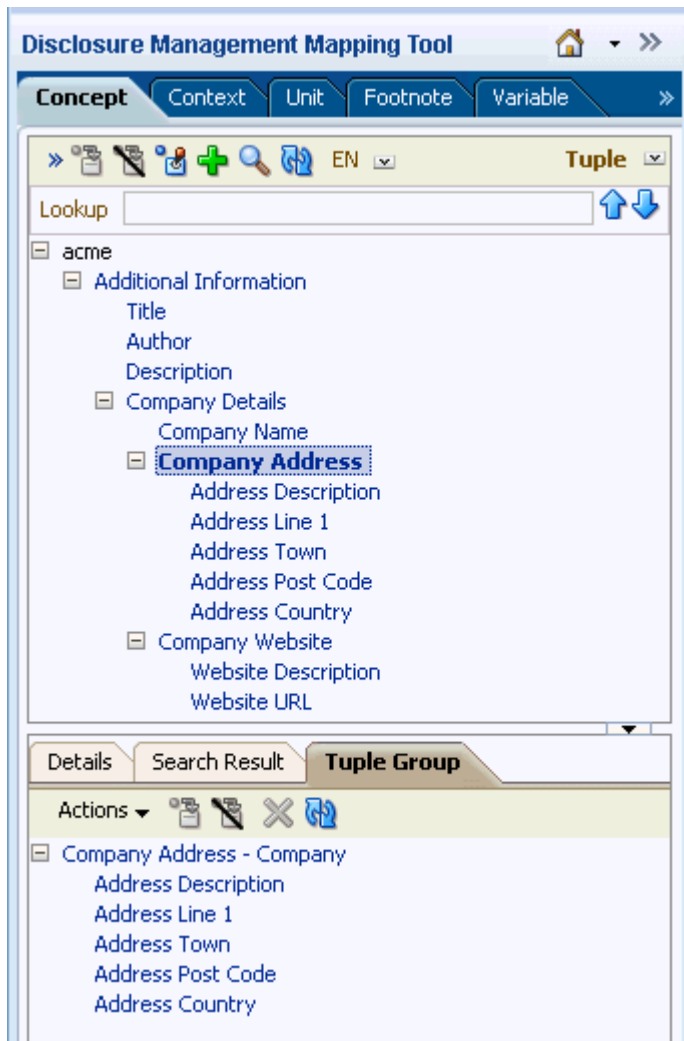 Disclosure Management Mapping Tool
Concept Context Unit Footnote Variable
EN Tuple
Lookup
acme
Additional Information
Title
Author
Description
Company Details
Company Name
Company Address
Address Description
Address Line 1
Address Town
Address Post Code
Address Country
Company Website
Website Description
Website URL
Details Search Result Tuple Group
Actions
Company Address - Company
Address Description
Address Line 1
Address Town
Address Post Code
Address Country